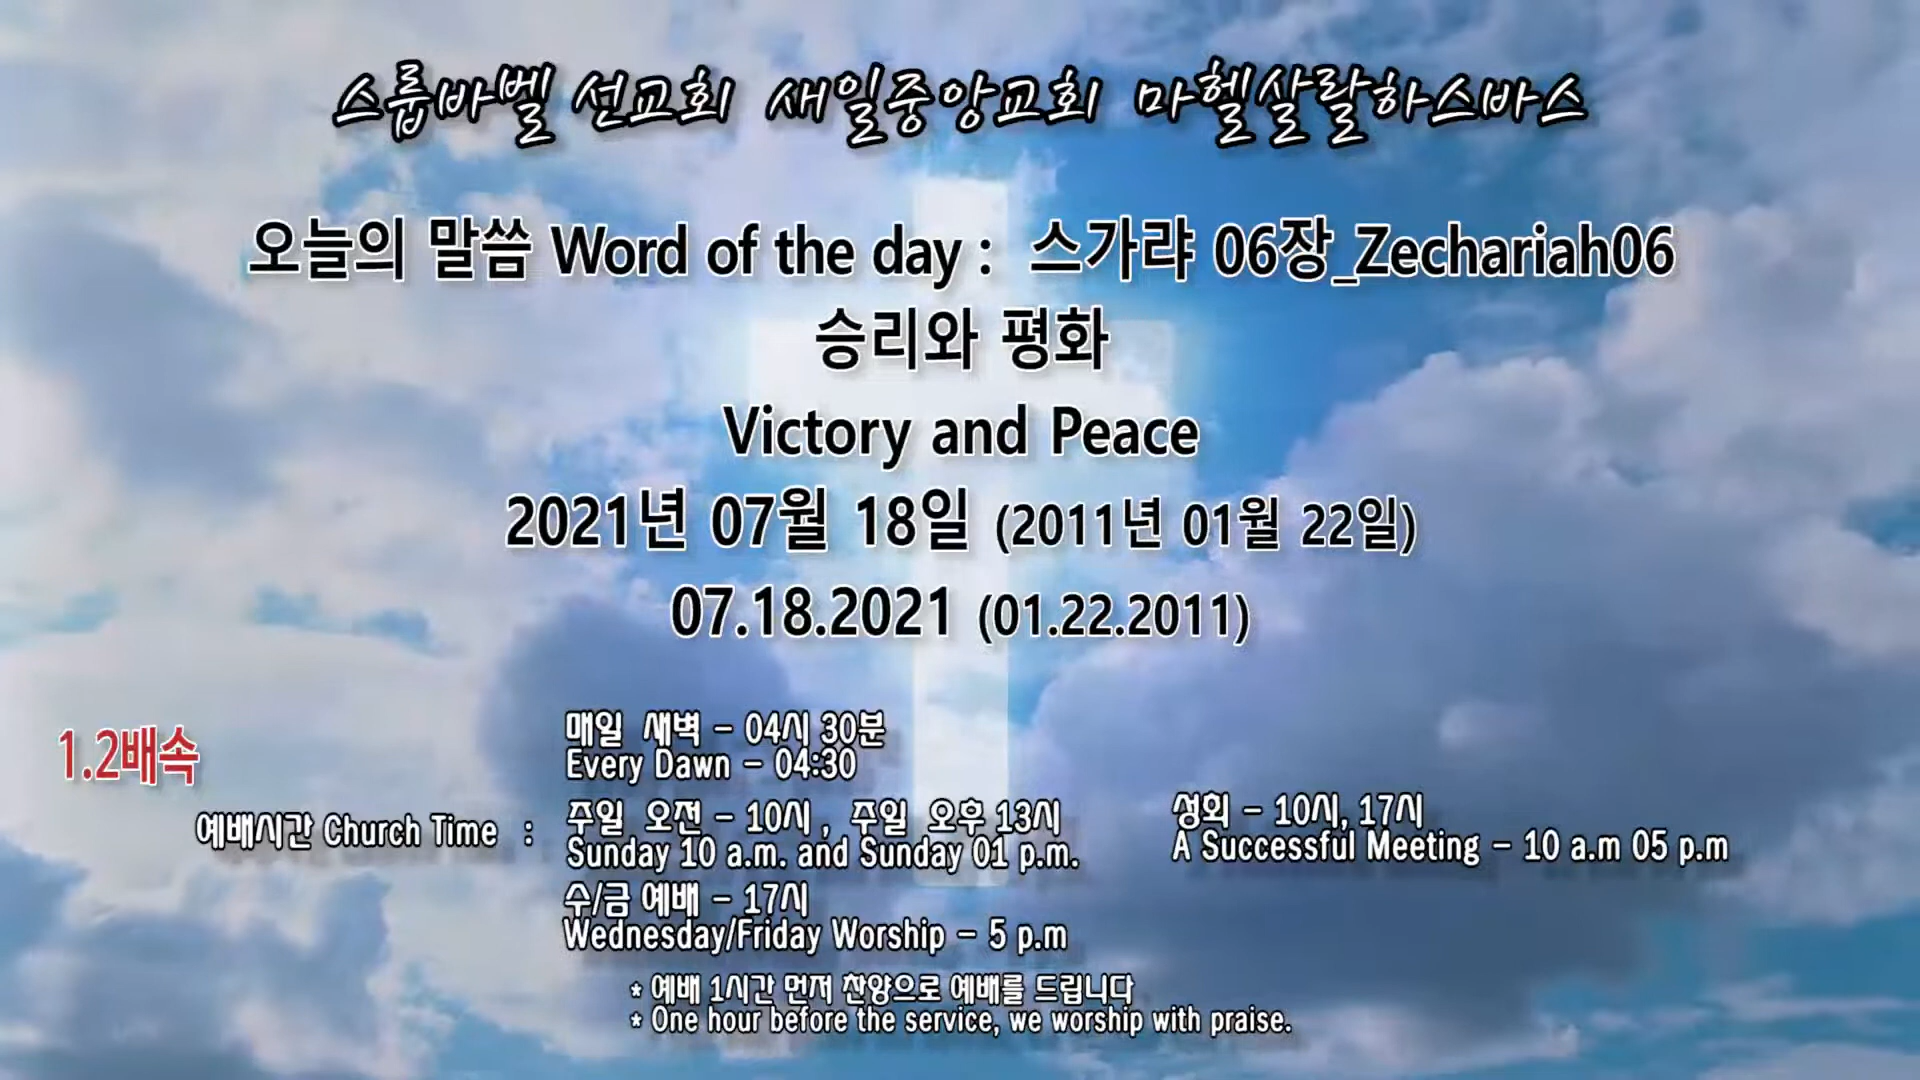 스룹바벨 선교회 새일중앙교회 마헬살랄하스바스
오늘의 말씀 Word of the day : 스가랴 06장_Zechariah06
승리와 평화
Victory and Peace
2021년 07월 18일 (2011년 01월 22일)
07.18.2021 (01.22.2011)
1.2배속
예배시간 Church Time :
매일 새벽 - 04시 30분
Every Dawn - 04:30
주일 오전 - 10시 , 주일 오후 13시
Sunday 10 a.m. and Sunday 01 p.m.
수/금 예배 - 17시
Wednesday/Friday Worship - 5 p.m
성회 - 10시, 17시
A Successful Meeting - 10 a.m 05 p.m
* 예배 1시간 먼저 찬양으로 예배를 드립니다
* One hour before the service, we worship with praise.